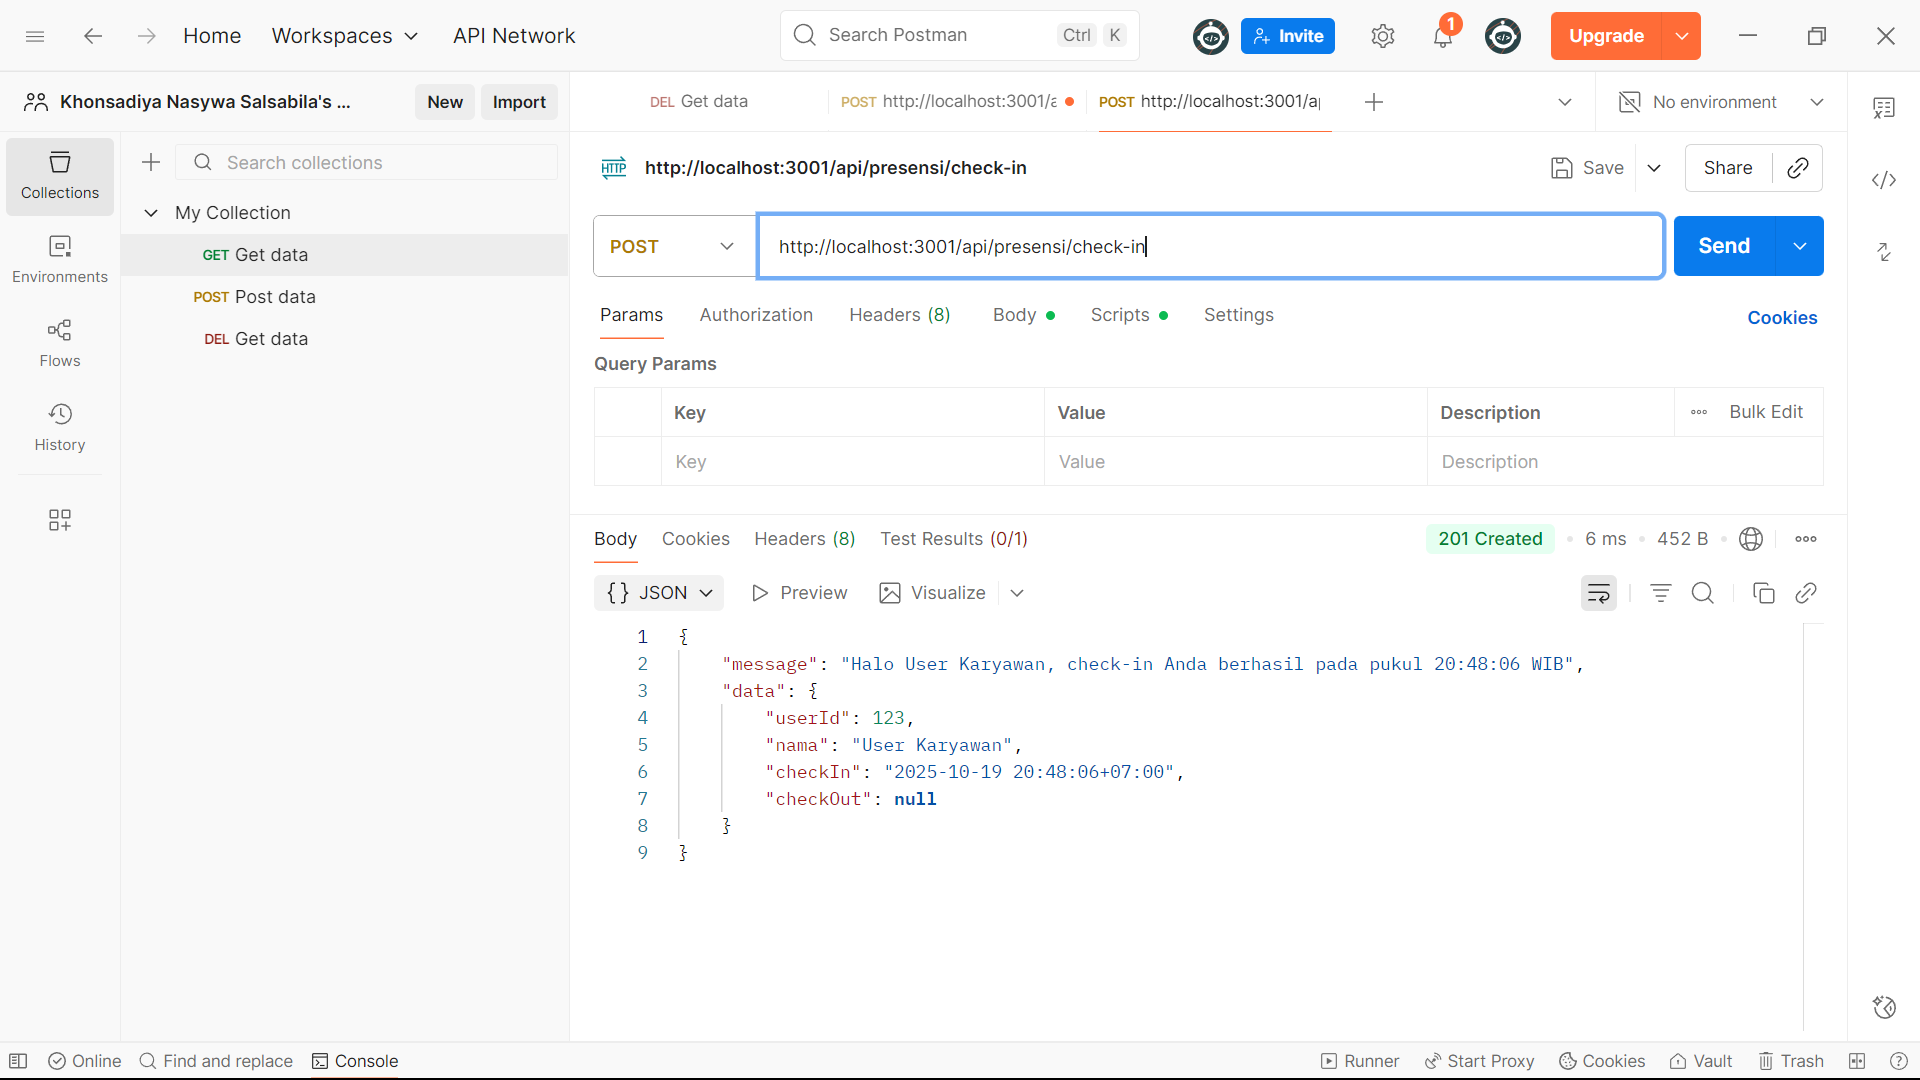 Home
Workspaces
API Network
Search Postman
Ctrl K
Invite
1
Upgrade
Khonsadiya Nasywa Salsabila's ...
New
Import
DEL Get data
POST http://localhost:3001/a
POST http://localhost:3001/a
No environment
Collections
Environments
Flows
History
Search collections
My Collection
GET Get data
POST Post data
DEL Get data
HTTP http://localhost:3001/api/presensi/check-in
Save
Share
POST
http://localhost:3001/api/presensi/check-in
Send
Params Authorization Headers (8) Body Scripts Settings
Cookies
Query Params
Key Value Description Bulk Edit
Key Value Description
Body Cookies Headers (8) Test Results (0/1)
201 Created 6 ms 452 B
{} JSON Preview Visualize
1 {
2 "message": "Halo User Karyawan, check-in Anda berhasil pada pukul 20:48:06 WIB",
3 "data": {
4 "userId": 123,
5 "nama": "User Karyawan",
6 "checkIn": "2025-10-19 20:48:06+07:00",
7 "checkOut": null
8 }
9 }
Online Find and replace Console
Runner Start Proxy Cookies Vault Trash